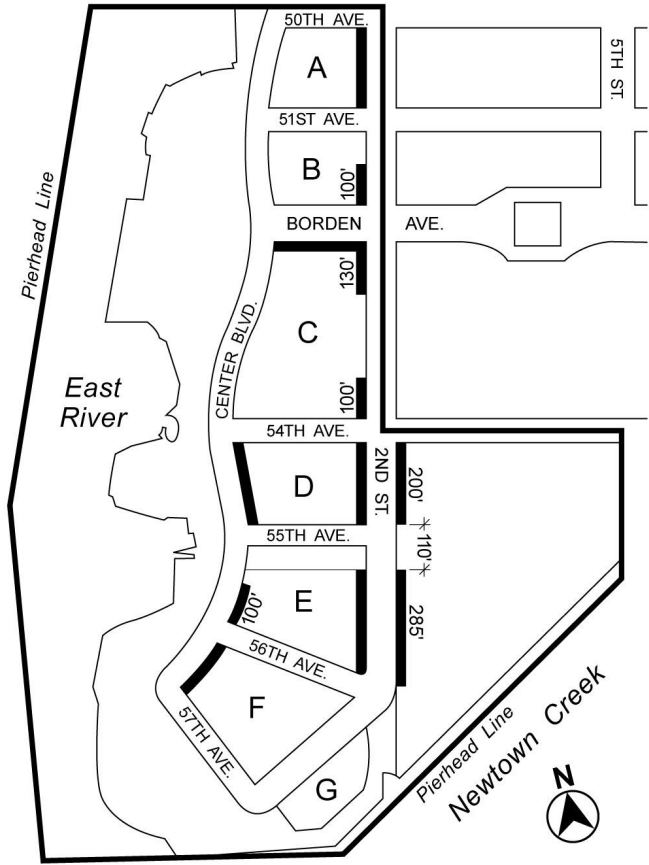 50TH AVE.
A
5TH ST.
51ST AVE.
B
100'
BORDEN AVE.
Pierhead Line
130'
CENTER BLVD.
C
East
River
100'
54TH AVE.
D
2ND ST.
200'
55TH AVE.
110'
E
100'
285'
56TH AVE.
F
57TH AVE.
G
Pierhead Line
Newtown Creek
N